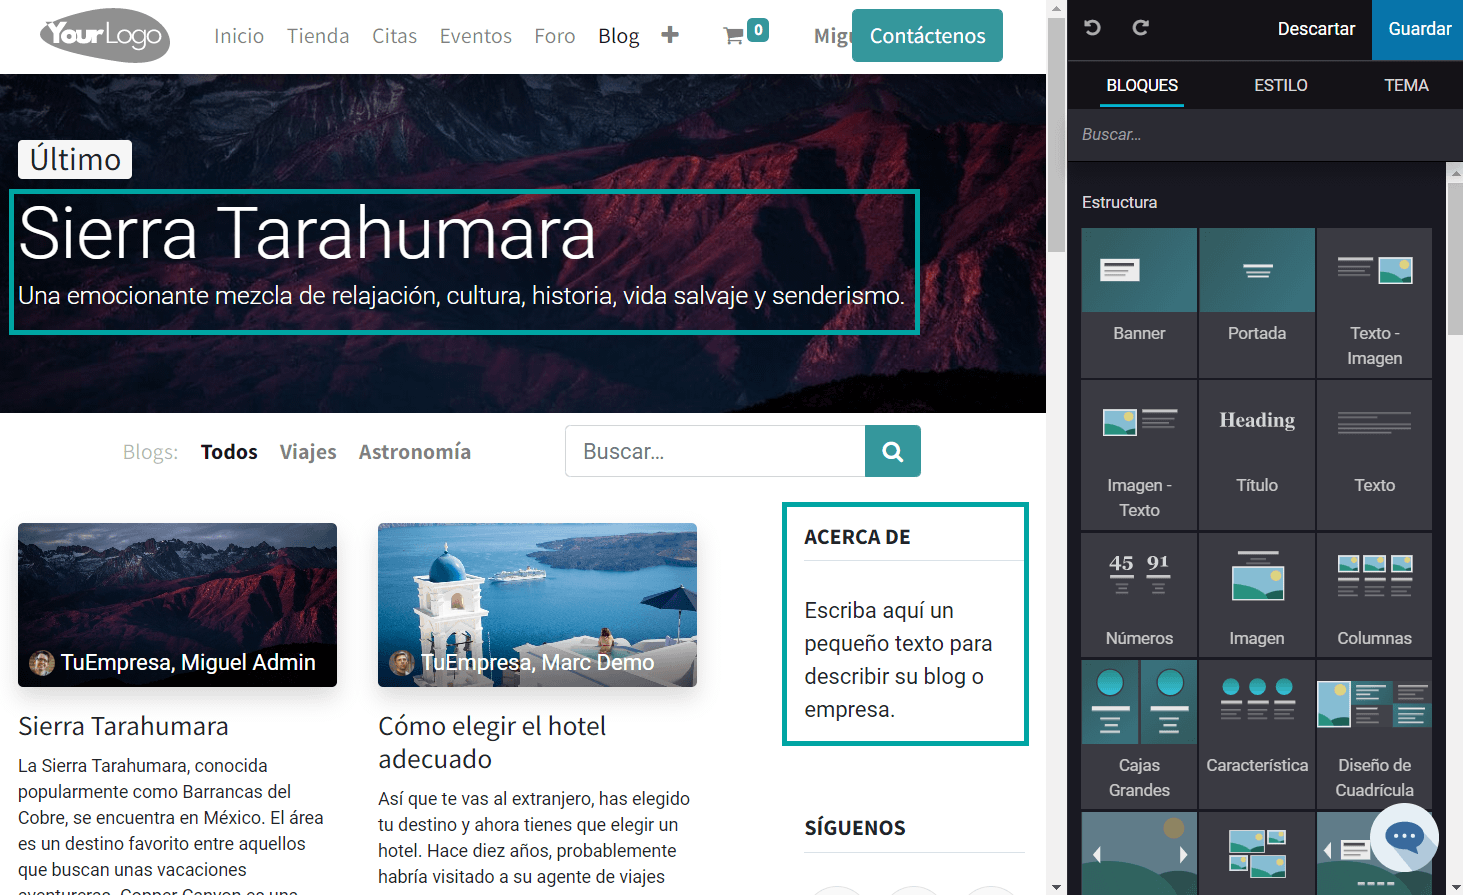 YourLogo
Inicio Tienda Citas Eventos Foro Blog 0 Contáctenos
Último
Sierra Tarahumara
Una emocionante mezcla de relajación, cultura, historia, vida salvaje y senderismo.
Blogs: Todos Viajes Astronomía Buscar...
TuEmpresa, Miguel Admin
Sierra Tarahumara
La Sierra Tarahumara, conocida
popularmente como Barrancas del
Cobre, se encuentra en México. El área
es un destino favorito entre aquellos
que buscan unas vacaciones
TuEmpresa, Marc Demo
Cómo elegir el hotel
adecuado
Así que te vas al extranjero, has elegido
tu destino y ahora tienes que elegir un
hotel. Hace diez años, probablemente
habría visitado a su agente de viajes
ACERCA DE
Escriba aquí un
pequeño texto para
describir su blog o
empresa.
SÍGUENOS
Descartar Guardar
BLOQUES ESTILO TEMA
Buscar...
Estructura
Banner
Portada
Texto -
Imagen
Imagen -
Texto
Heading
Título
Texto
45 91
Números
Imagen
Columnas
Cajas
Grandes
Característica
Diseño de
Cuadrícula